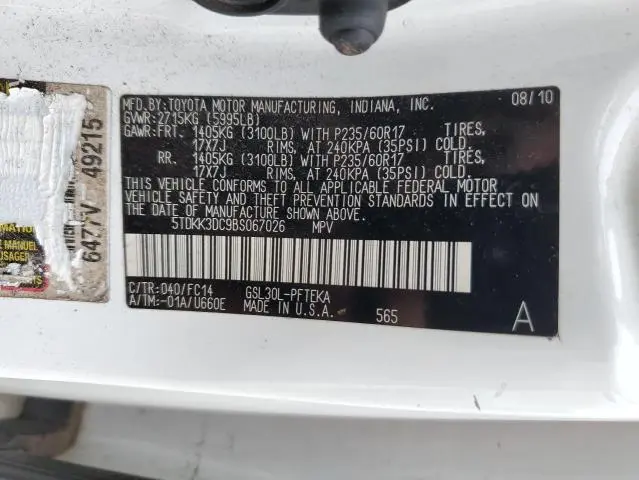 MFD.BY:TOYOTA MOTOR MANUFACTURING, INDIANA, INC. 08/10
GVWR:2715KG (5995LB)
GAWR:FRT. 1405KG (3100LB) WITH P235/60R17 TIRES,
17X7J RIMS, AT 240KPA (35PSI) COLD.
RR. 1405KG (3100LB) WITH P235/60R17 TIRES,
17X7J RIMS, AT 240KPA (35PSI) COLD.
THIS VEHICLE CONFORMS TO ALL APPLICABLE FEDERAL MOTOR
VEHICLE SAFETY AND THEFT PREVENTION STANDARDS IN EFFECT ON
THE DATE OF MANUFACTURE SHOWN ABOVE.
5TDKK3DC9BS067026 MPV
C/TR:040/FC14 GSL30L-PFTEKA
A/TM:-01A/U660E MADE IN U.S.A. 565 A
6477V 49215
MATION
E MANUEL
USAGER